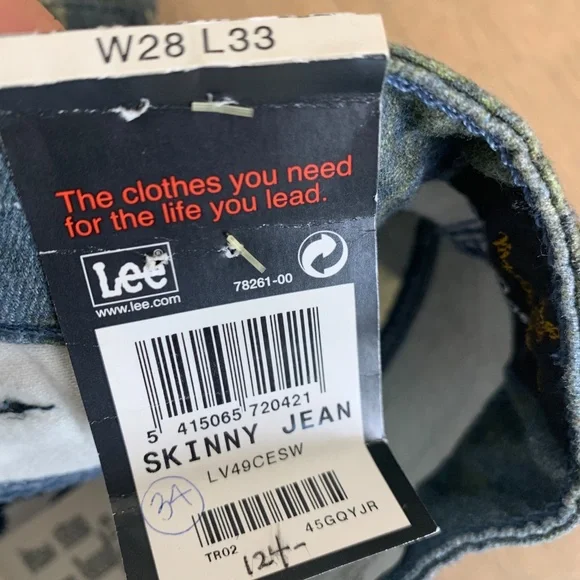 W28 L33
The clothes you need
for the life you lead.
Lee®
www.lee.com
78261-00
5 415065 720421
SKINNY JEAN
LV49CESW
34
45GQYJR
TR02
124-